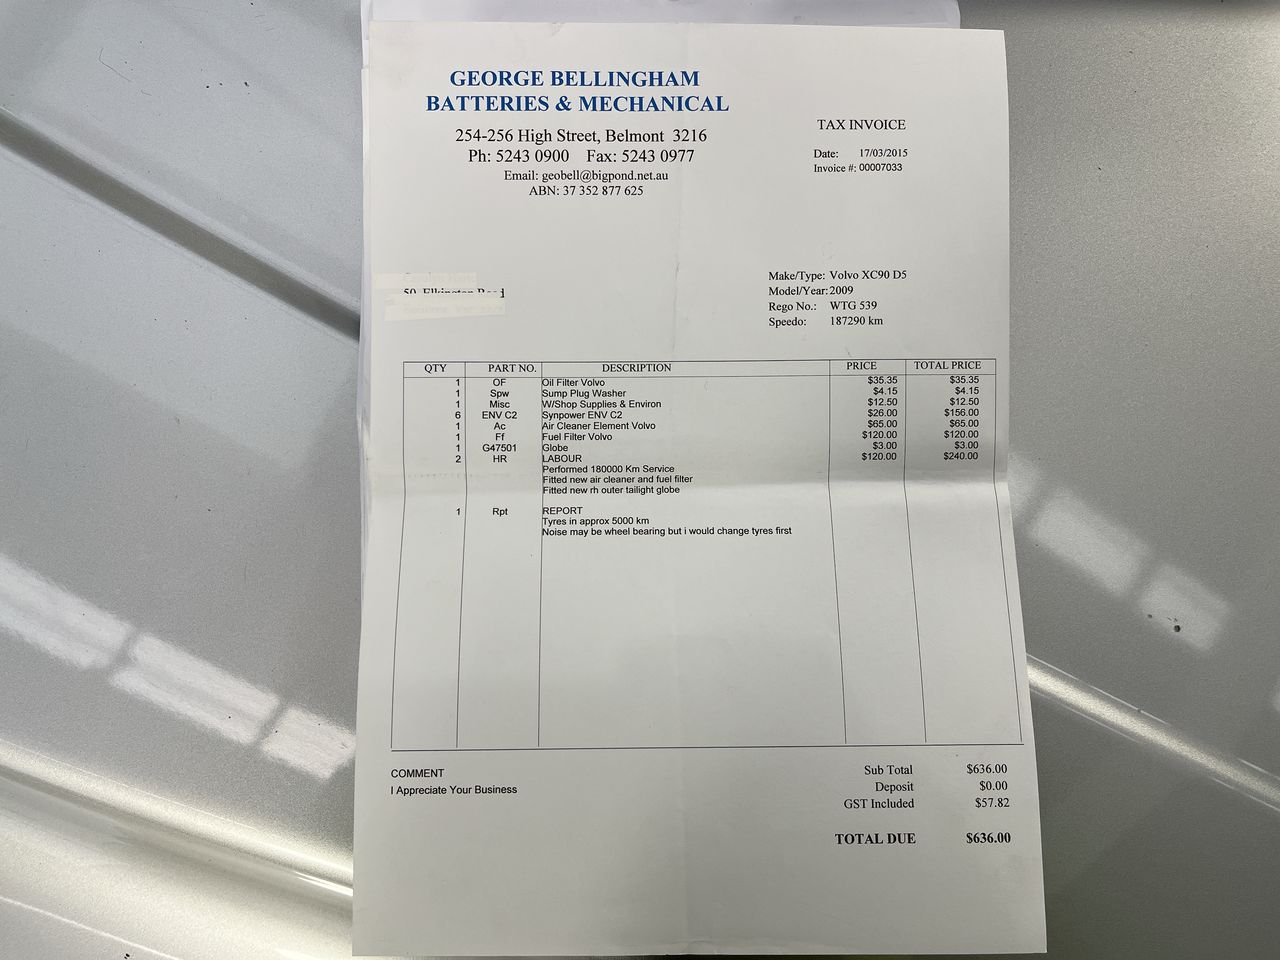 GEORGE BELLINGHAM
BATTERIES & MECHANICAL
254-256 High Street, Belmont 3216
Ph: 5243 0900 Fax: 5243 0977
Email: geobell@bigpond.net.au
ABN: 37 352 877 625
TAX INVOICE
Date: 17/03/2015
Invoice #: 00007033
Make/Type: Volvo XC90 D5
Model/Year: 2009
Rego No.: WTG 539
Speedo: 187290 km
QTY PART NO. DESCRIPTION PRICE TOTAL PRICE
1 OF Oil Filter Volvo $35.35 $35.35
1 Spw Sump Plug Washer $4.15 $4.15
1 Misc W/Shop Supplies & Environ $12.50 $12.50
6 ENV C2 Synpower ENV C2 $26.00 $156.00
1 Ac Air Cleaner Element Volvo $65.00 $65.00
1 Ff Fuel Filter Volvo $120.00 $120.00
1 G47501 Globe $3.00 $3.00
2 HR LABOUR $120.00 $240.00
Performed 180000 Km Service
Fitted new air cleaner and fuel filter
Fitted new rh outer tailight globe
1 Rpt REPORT
Tyres in approx 5000 km
Noise may be wheel bearing but i would change tyres first
COMMENT
I Appreciate Your Business
Sub Total $636.00
Deposit $0.00
GST Included $57.82
TOTAL DUE $636.00